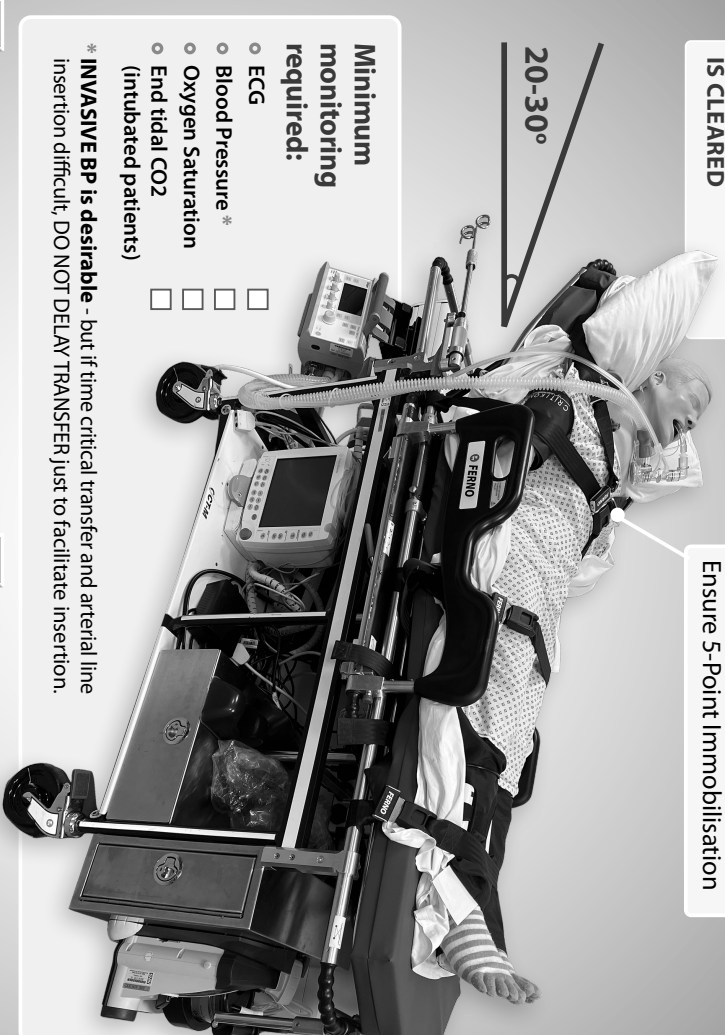 IS CLEARED
Ensure 5-Point Immobilisation
20-30°
FERNO
FERNO
FERNO
CCT-M
Minimum
monitoring
required:
ECG
Blood Pressure *
Oxygen Saturation
End tidal CO2
(intubated patients)
* INVASIVE BP is desirable - but if time critical transfer and arterial line
insertion difficult, DO NOT DELAY TRANSFER just to facilitate insertion.